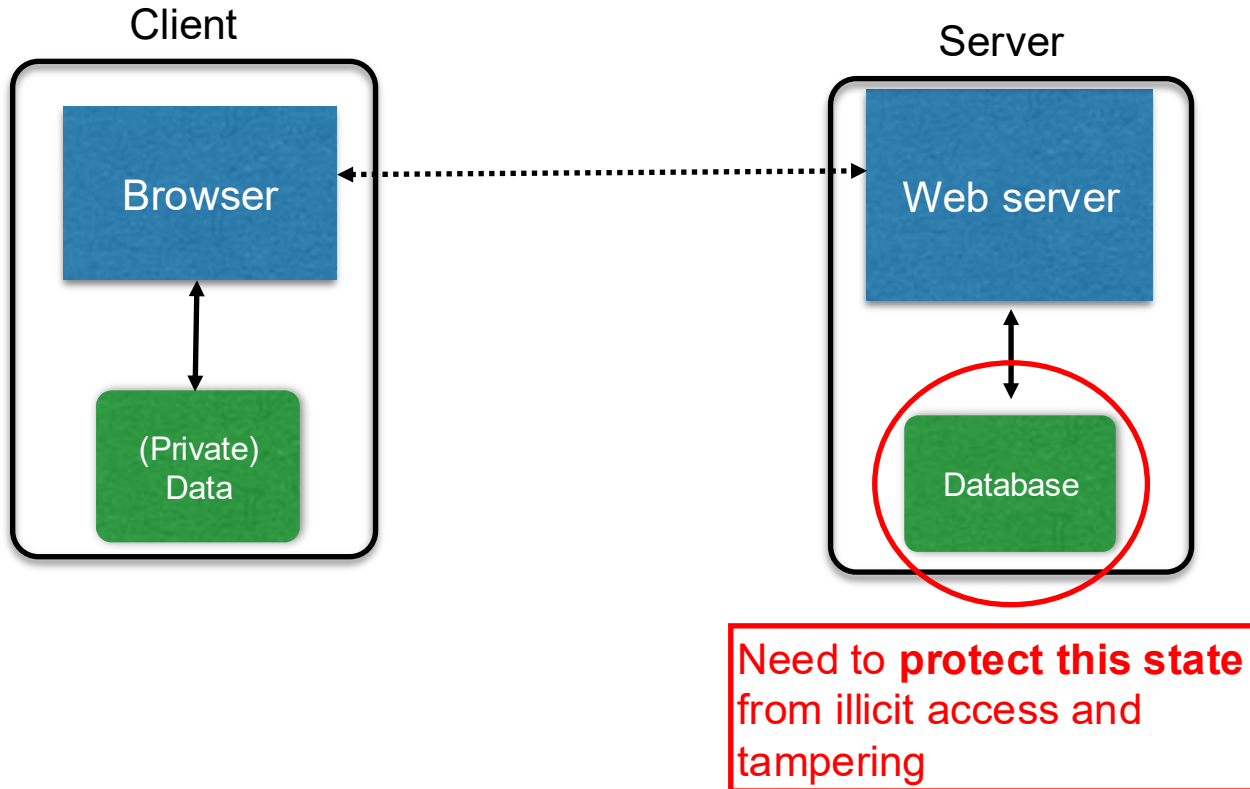 Client
Server
Browser
Web server
(Private)
Data
Database
Need to protect this state
from illicit access and
tampering